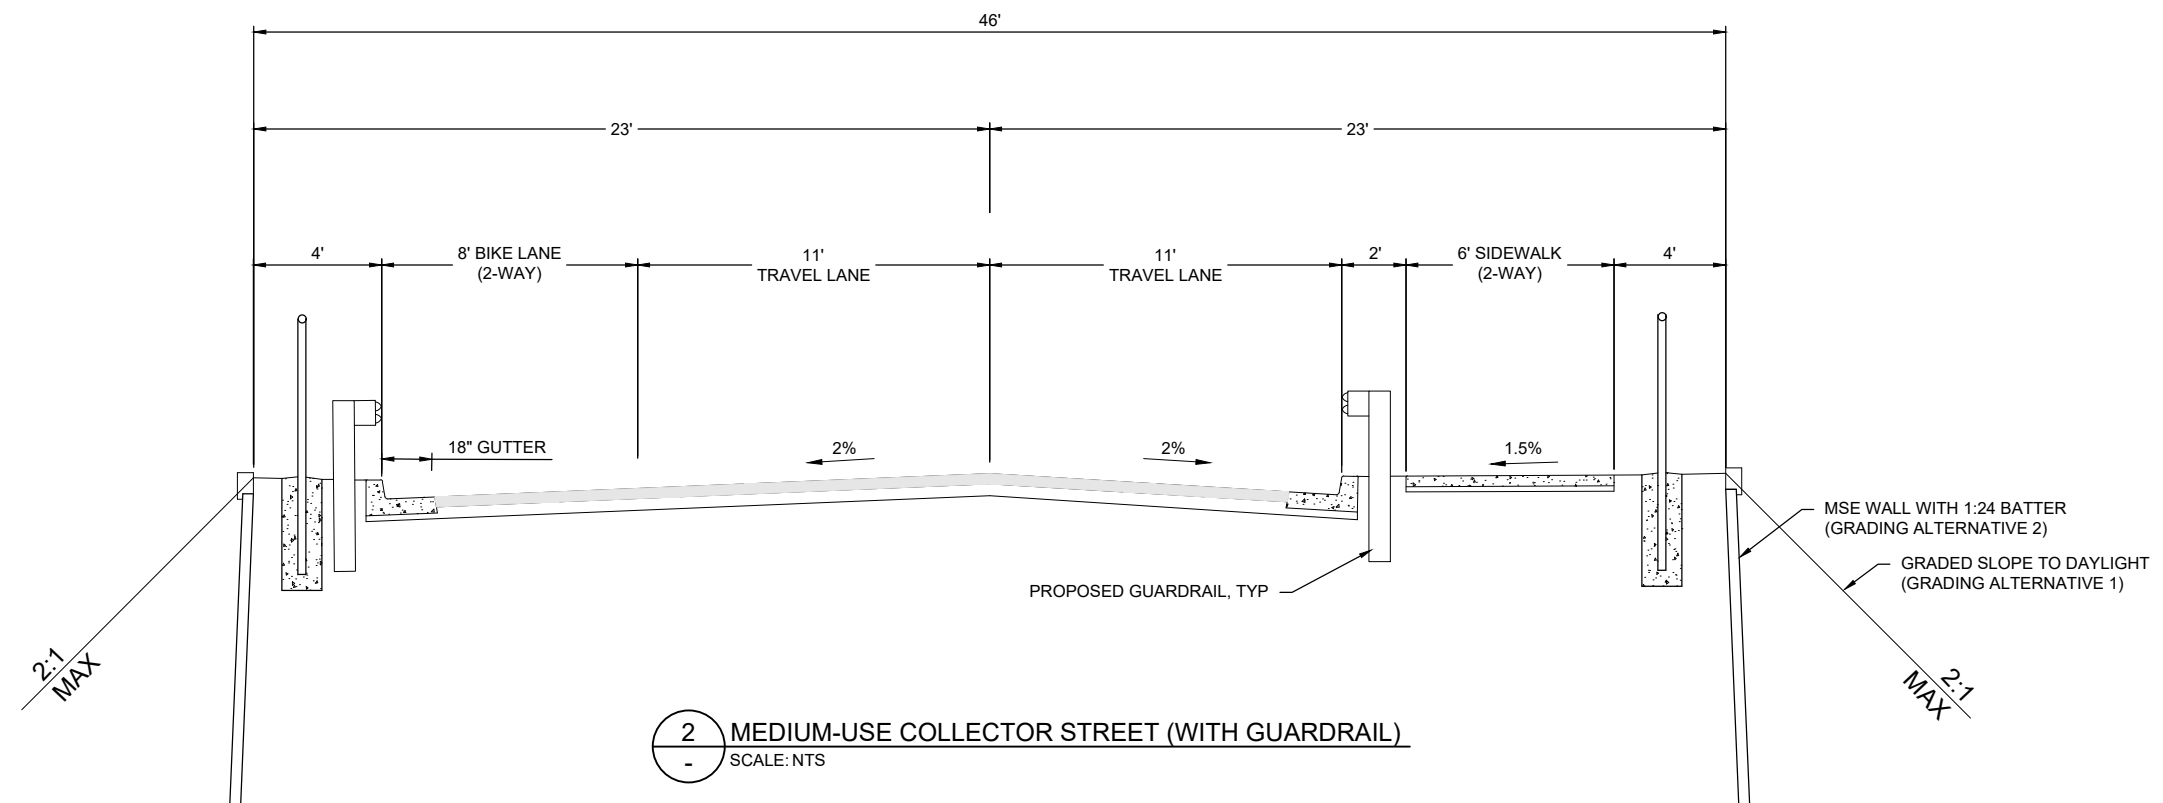 46'
23'
23'
4'
8' BIKE LANE
(2-WAY)
11'
TRAVEL LANE
11'
TRAVEL LANE
2'
6' SIDEWALK
(2-WAY)
4'
18" GUTTER
2%
2%
1.5%
MSE WALL WITH 1:24 BATTER
(GRADING ALTERNATIVE 2)
GRADED SLOPE TO DAYLIGHT
(GRADING ALTERNATIVE 1)
PROPOSED GUARDRAIL, TYP
2:1
MAX
2:1
MAX
2
-
MEDIUM-USE COLLECTOR STREET (WITH GUARDRAIL)
SCALE: NTS